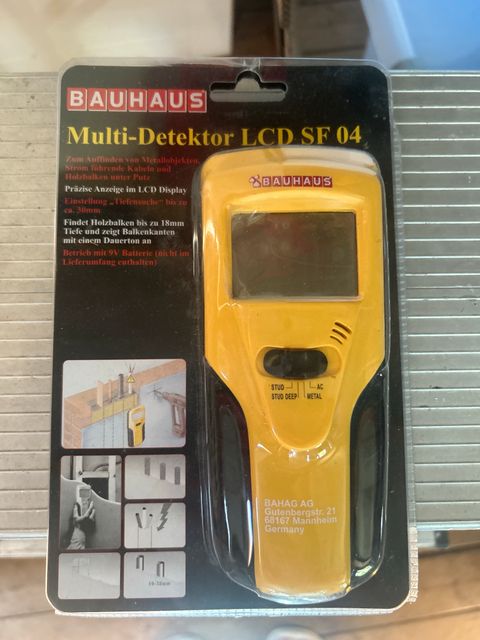 BAUHAUS
Multi-Detektor LCD SF 04
Zum Auffinden von Metallobjekten,
Strom führende Kabeln und
Holzbalken unter Putz
Präzise Anzeige im LCD Display
Einstellung „Tiefensuche" bis zu
ca. 30mm
Findet Holzbalken bis zu 18mm
Tiefe und zeigt Balkenkanten
mit einem Dauerton an
Betrieb mit 9V Batterie (nicht im
Lieferumfang enthalten)
BAUHAUS
STUD AC
STUD DEEP METAL
BAHAG AG
Gutenbergstr. 21
68167 Mannheim
Germany